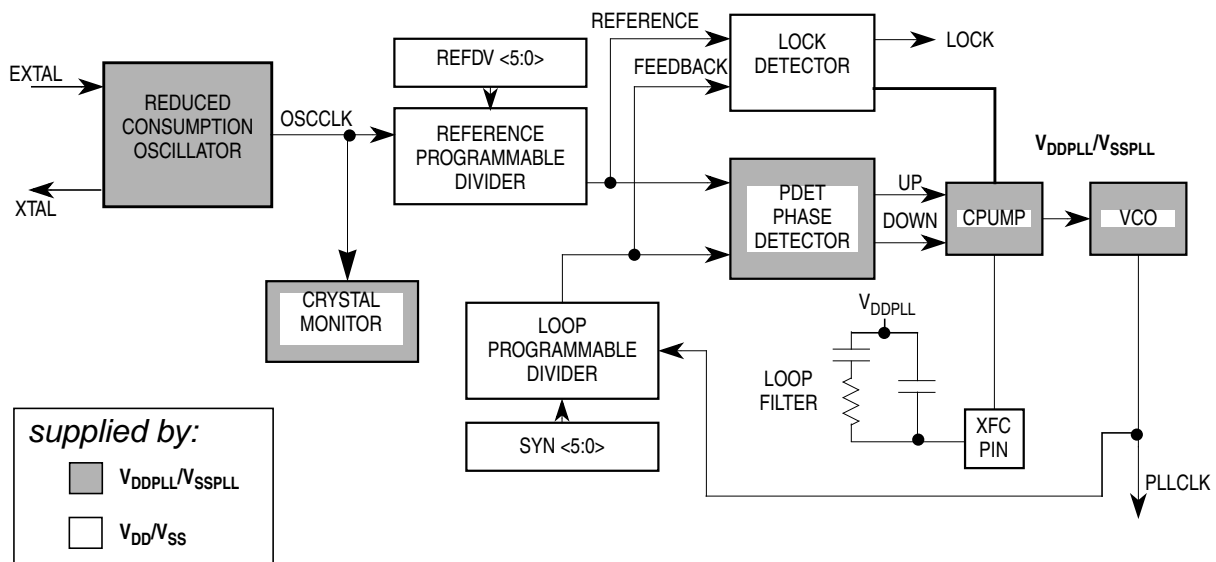 REFERENCE
LOCK
DETECTOR
LOCK
REFDV <5:0>
FEEDBACK
EXTAL
REDUCED
CONSUMPTION
OSCILLATOR
OSCCLK
REFERENCE
PROGRAMMABLE
DIVIDER
VDDPLL/VSSPLL
XTAL
PDET
PHASE
DETECTOR
UP
DOWN
CPUMP
VCO
CRYSTAL
MONITOR
LOOP
PROGRAMMABLE
DIVIDER
VDDPLL
LOOP
FILTER
XFC
PIN
SYN <5:0>
PLLCLK
supplied by:
VDDPLL/VSSPLL
VDD/VSS